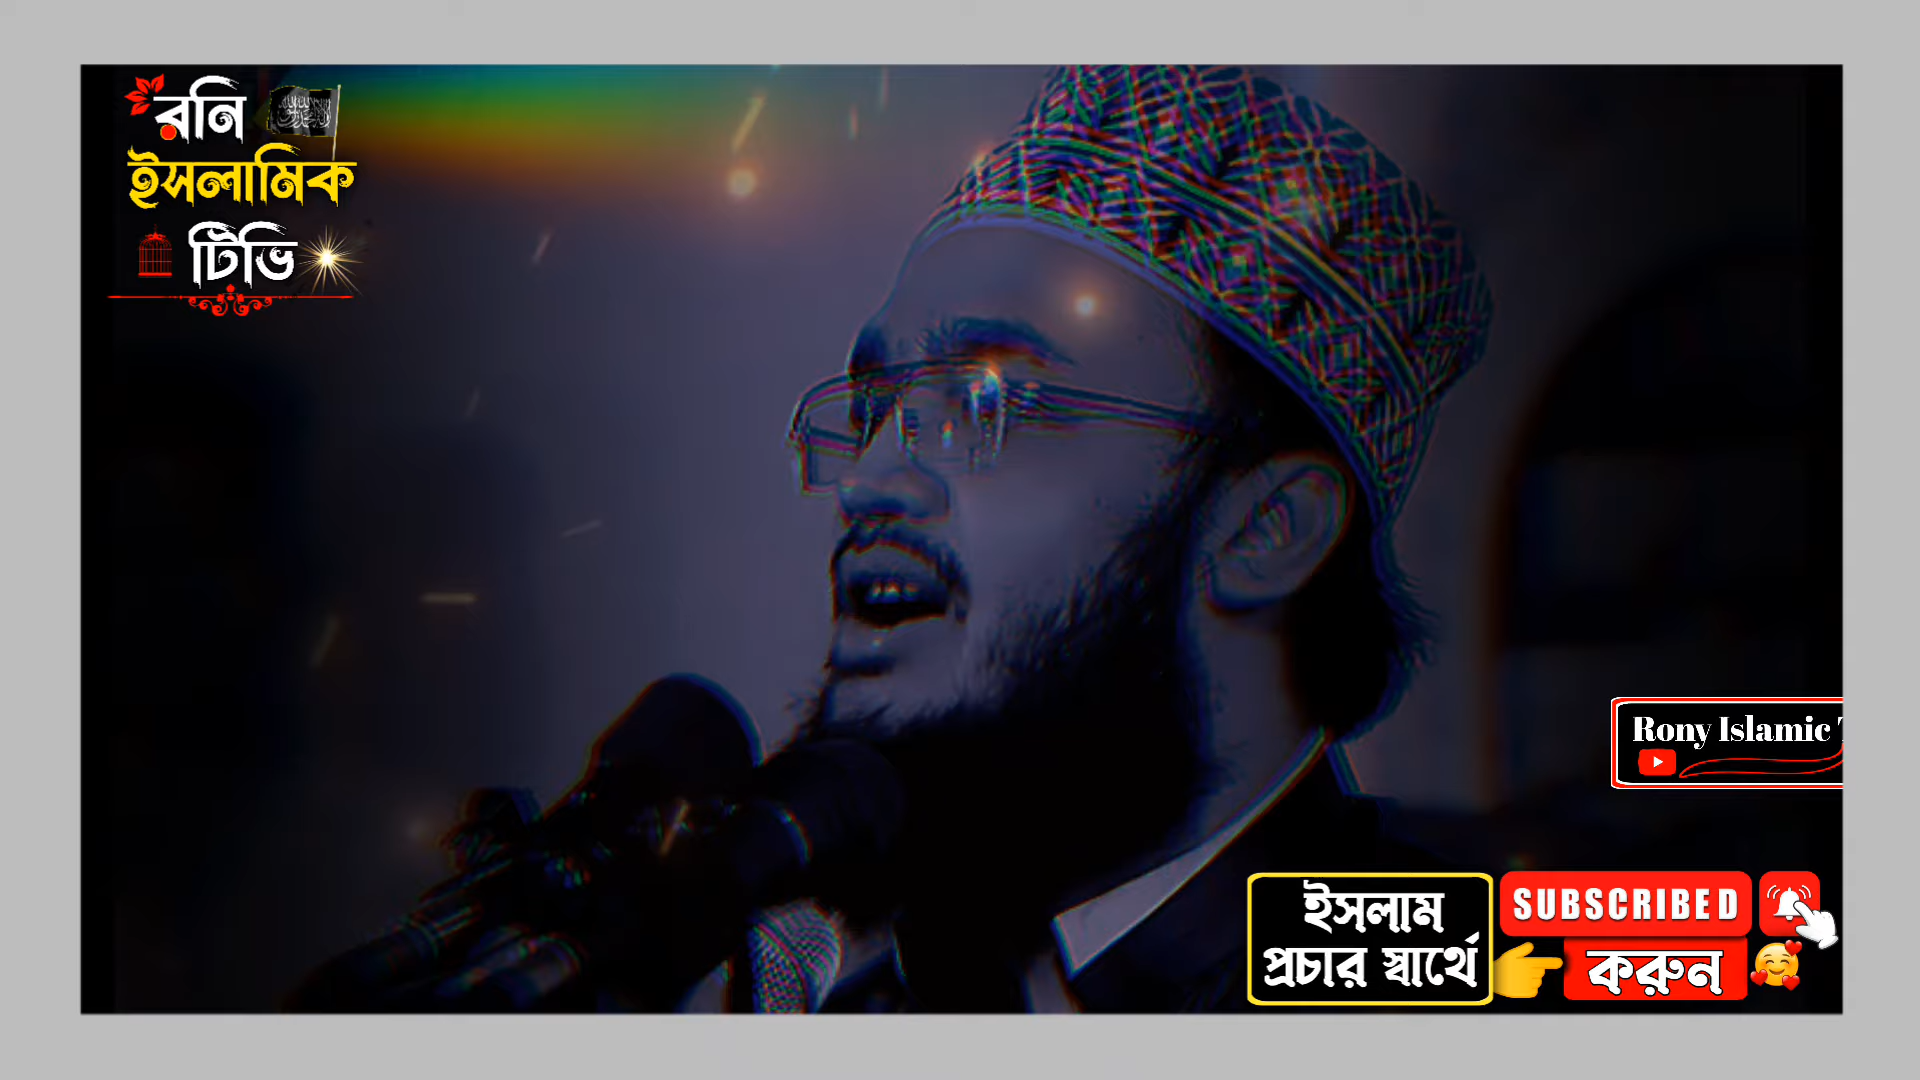 রনি
ইসলামিক
টিভি
Rony Islamic
ইসলাম
প্রচার স্বার্থে
SUBSCRIBED
করুন